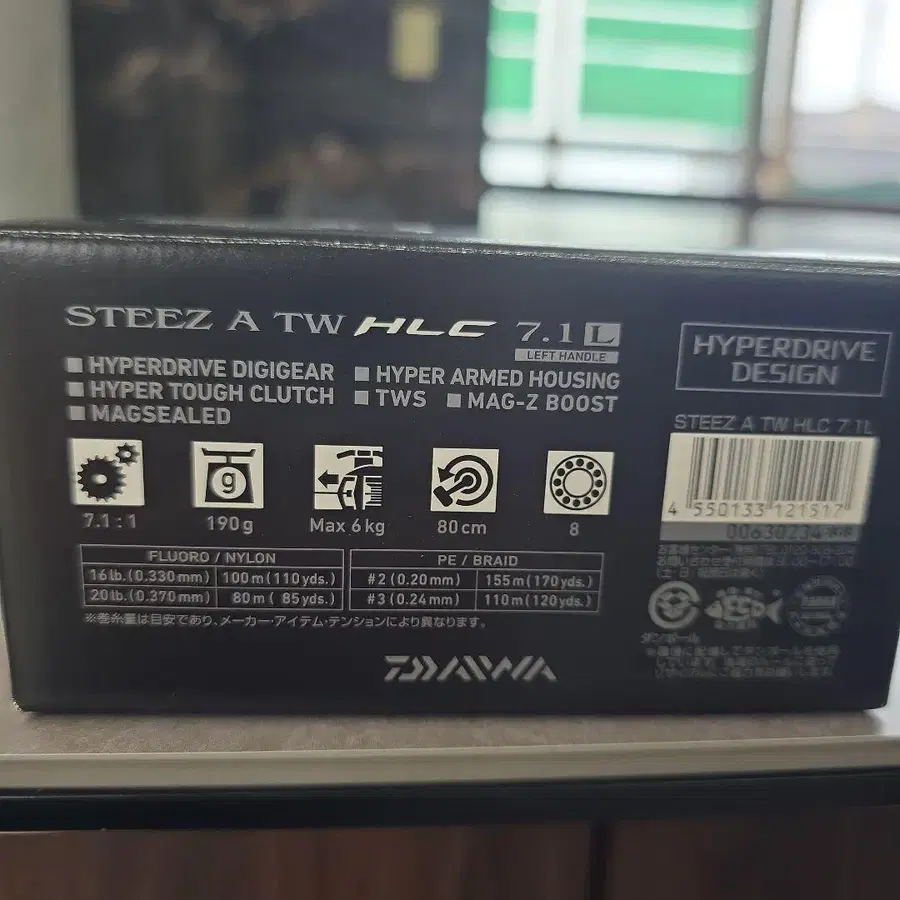 STEEZ A TW HLC 7.1 L
LEFT HANDLE
■ HYPERDRIVE DIGIGEAR ■ HYPER ARMED HOUSING
■ HYPER TOUGH CLUTCH ■ TWS ■ MAG-Z BOOST
■ MAGSEALED
g
7.1 : 1 190g Max 6kg 80cm 8
FLUORO / NYLON
16lb.(0.330mm) 100m(110yds.)
20lb.(0.370mm) 80m( 85yds.)
PE / BRAID
#2(0.20mm) 155m(170yds.)
#3(0.24mm) 110m(120yds.)
※巻糸量は目安であり、メーカー・アイテム・テンションにより異なります。
DAIWA
HYPERDRIVE
DESIGN
STEEZ A TW HLC 7.1L
4 550133 121517
00630234
ダンボール